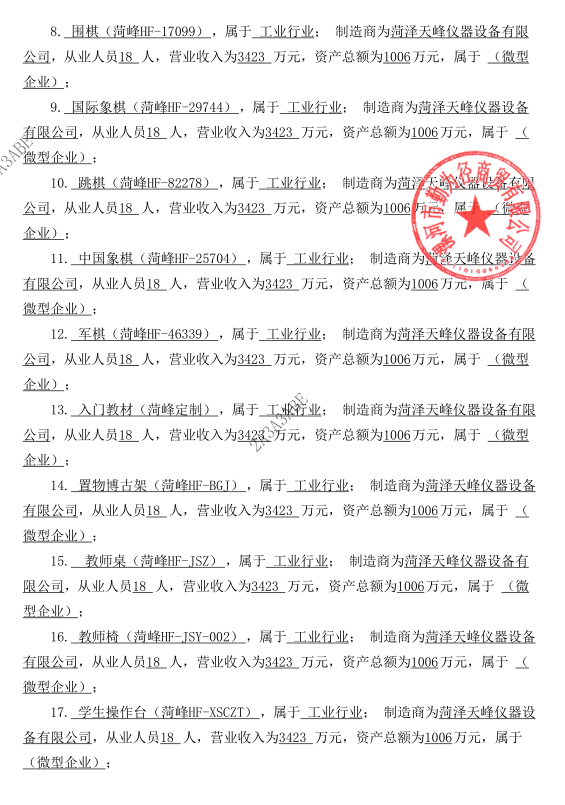 8. 围棋（菏峰HF-17099），属于 工业行业； 制造商为菏泽天峰仪器设备有限
公司，从业人员18 人，营业收入为3423 万元，资产总额为1006万元，属于 （微型
企业）；
9. 国际象棋（菏峰HF-29744），属于 工业行业； 制造商为菏泽天峰仪器设备
有限公司，从业人员18 人，营业收入为3423 万元，资产总额为1006万元，属于 （
微型企业）；
10. 跳棋（菏峰HF-82278），属于 工业行业； 制造商为菏泽天峰仪器设备有限
公司，从业人员18 人，营业收入为3423 万元，资产总额为1006万元，属于 （微型
企业）；
11. 中国象棋（菏峰HF-25704），属于 工业行业； 制造商为菏泽天峰仪器设备
有限公司，从业人员18 人，营业收入为3423 万元，资产总额为1006万元，属于 （
微型企业）；
12. 军棋（菏峰HF-46339），属于 工业行业； 制造商为菏泽天峰仪器设备有限
公司，从业人员18 人，营业收入为3423 万元，资产总额为1006万元，属于 （微型
企业）；
13. 入门教材（菏峰定制），属于 工业行业； 制造商为菏泽天峰仪器设备有限
公司，从业人员18 人，营业收入为3423 万元，资产总额为1006万元，属于 （微型
企业）；
14. 置物博古架（菏峰HF-BGJ），属于 工业行业； 制造商为菏泽天峰仪器设备
有限公司，从业人员18 人，营业收入为3423 万元，资产总额为1006万元，属于 （
微型企业）；
15. 教师桌（菏峰HF-JSZ），属于 工业行业； 制造商为菏泽天峰仪器设备有
限公司，从业人员18 人，营业收入为3423 万元，资产总额为1006万元，属于 （微
型企业）；
16. 教师椅（菏峰HF-JSY-002），属于 工业行业； 制造商为菏泽天峰仪器设备
有限公司，从业人员18 人，营业收入为3423 万元，资产总额为1006万元，属于 （
微型企业）；
17. 学生操作台（菏峰HF-XSCZT），属于 工业行业； 制造商为菏泽天峰仪器设
备有限公司，从业人员18 人，营业收入为3423 万元，资产总额为1006万元，属于
（微型企业）；
河市勤为径商贸有限公司